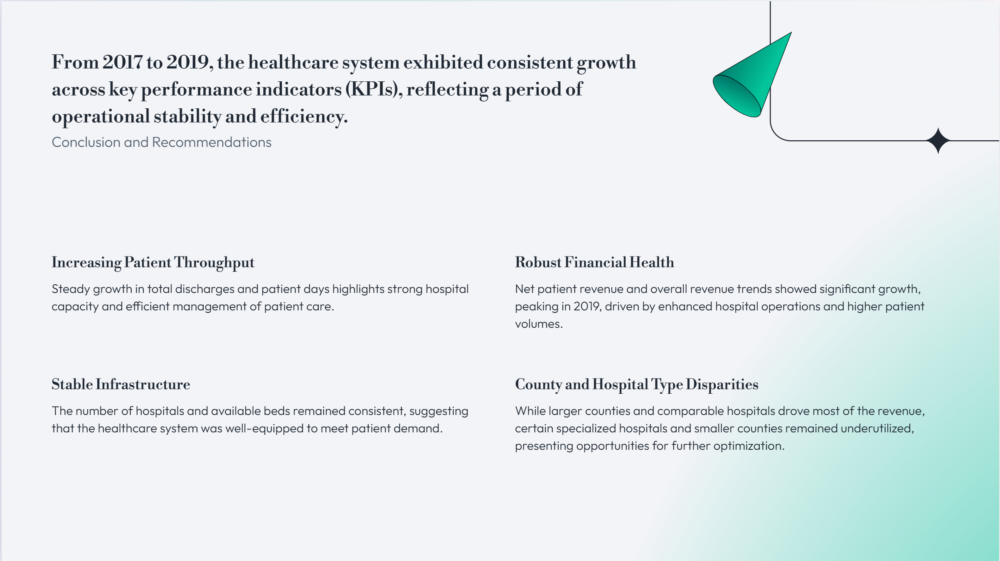 From 2017 to 2019, the healthcare system exhibited consistent growth
across key performance indicators (KPIs), reflecting a period of
operational stability and efficiency.
Conclusion and Recommendations
Increasing Patient Throughput
Steady growth in total discharges and patient days highlights strong hospital
capacity and efficient management of patient care.
Robust Financial Health
Net patient revenue and overall revenue trends showed significant growth,
peaking in 2019, driven by enhanced hospital operations and higher patient
volumes.
Stable Infrastructure
The number of hospitals and available beds remained consistent, suggesting
that the healthcare system was well-equipped to meet patient demand.
County and Hospital Type Disparities
While larger counties and comparable hospitals drove most of the revenue,
certain specialized hospitals and smaller counties remained underutilized,
presenting opportunities for further optimization.